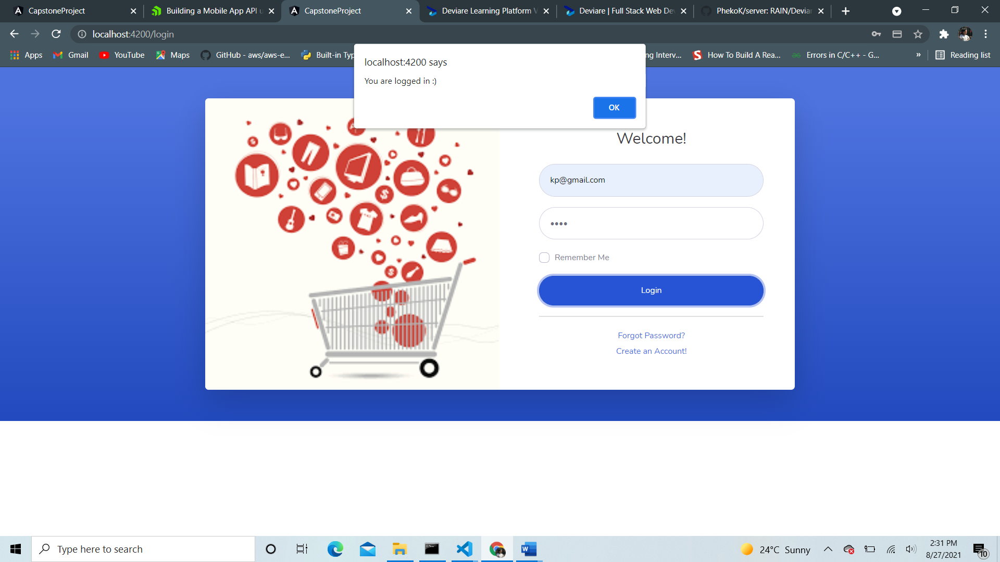 CapstoneProject
Building a Mobile App API u
CapstoneProject
Deviare Learning Platform V
Deviare | Full Stack Web De
PhekoK/server: RAIN/Deviar
localhost:4200/login
Apps
Gmail
YouTube
Maps
GitHub - aws/aws-e...
Built-in Typ
ng Interv...
How To Build A Rea...
Errors in C/C++ - G...
»
Reading list
localhost:4200 says
You are logged in :)
OK
Welcome!
kp@gmail.com
••••
Remember Me
Login
Forgot Password?
Create an Account!
Type here to search
24°C Sunny
2:31 PM
8/27/2021
10